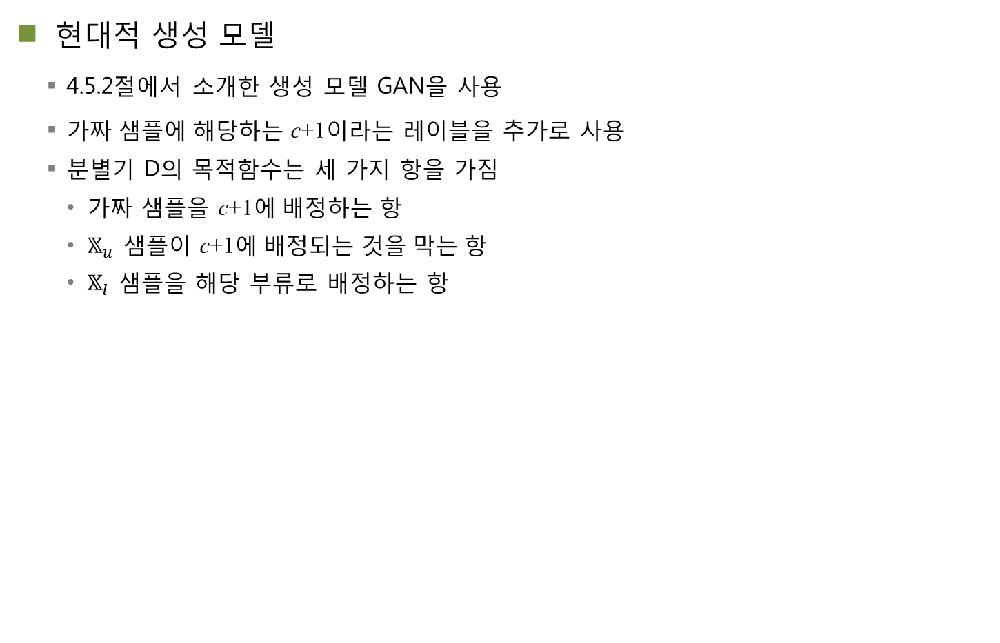 현대적 생성 모델
4.5.2절에서 소개한 생성 모델 GAN을 사용
가짜 샘플에 해당하는 c+1이라는 레이블을 추가로 사용
분별기 D의 목적함수는 세 가지 항을 가짐
• 가짜 샘플을 c+1에 배정하는 항
• 𝕏u 샘플이 c+1에 배정되는 것을 막는 항
• 𝕏l 샘플을 해당 부류로 배정하는 항